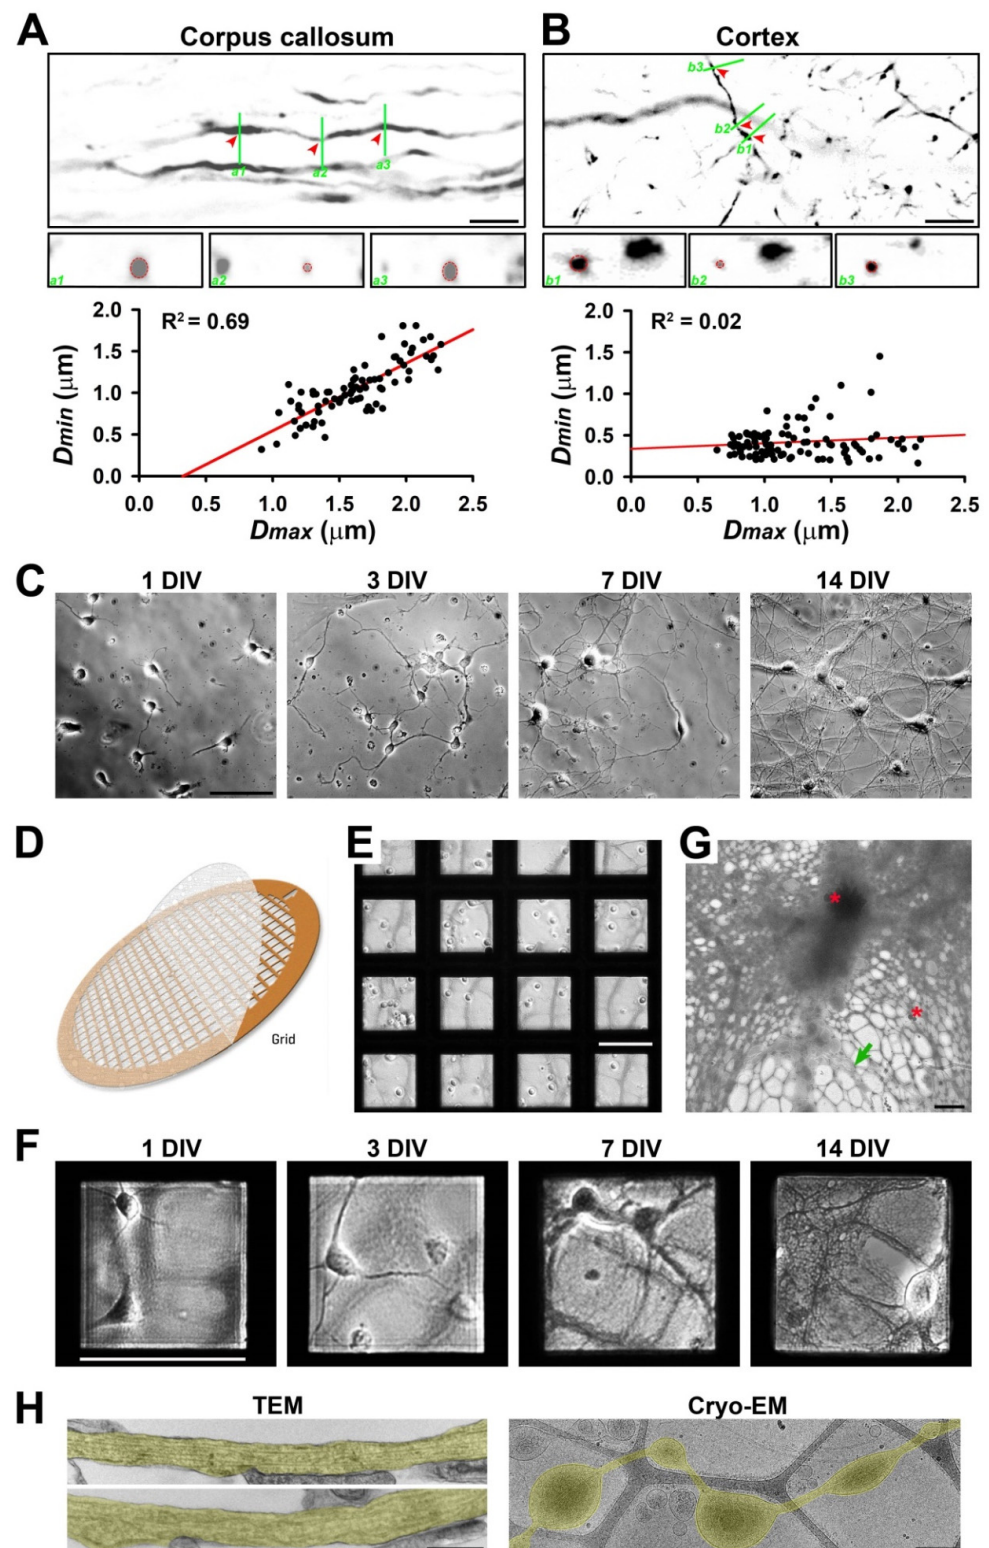 A
Corpus callosum
B
Cortex
a1
a2
a3
b3
b2
b1
a1
a2
a3
b1
b2
b3
2.0
1.5
1.0
0.5
0.0
Dmin (μm)
R² = 0.69
0.0 0.5 1.0 1.5 2.0 2.5
Dmax (μm)
2.0
1.5
1.0
0.5
0.0
Dmin (μm)
R² = 0.02
0.0 0.5 1.0 1.5 2.0 2.5
Dmax (μm)
C
1 DIV
3 DIV
7 DIV
14 DIV
D
Grid
E
G
*
*
F
1 DIV
3 DIV
7 DIV
14 DIV
H
TEM
Cryo-EM